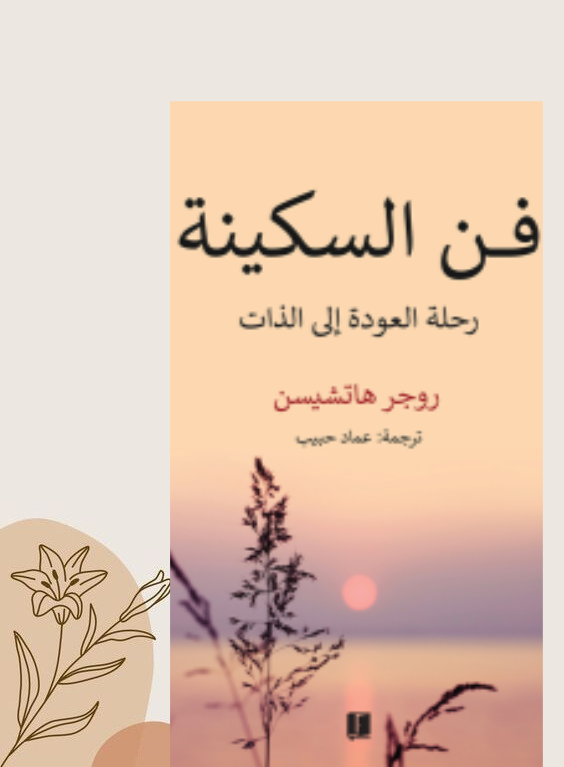 فن السكينة
رحلة العودة إلى الذات
روجر هاتشيسن
ترجمة: عماد حبيب